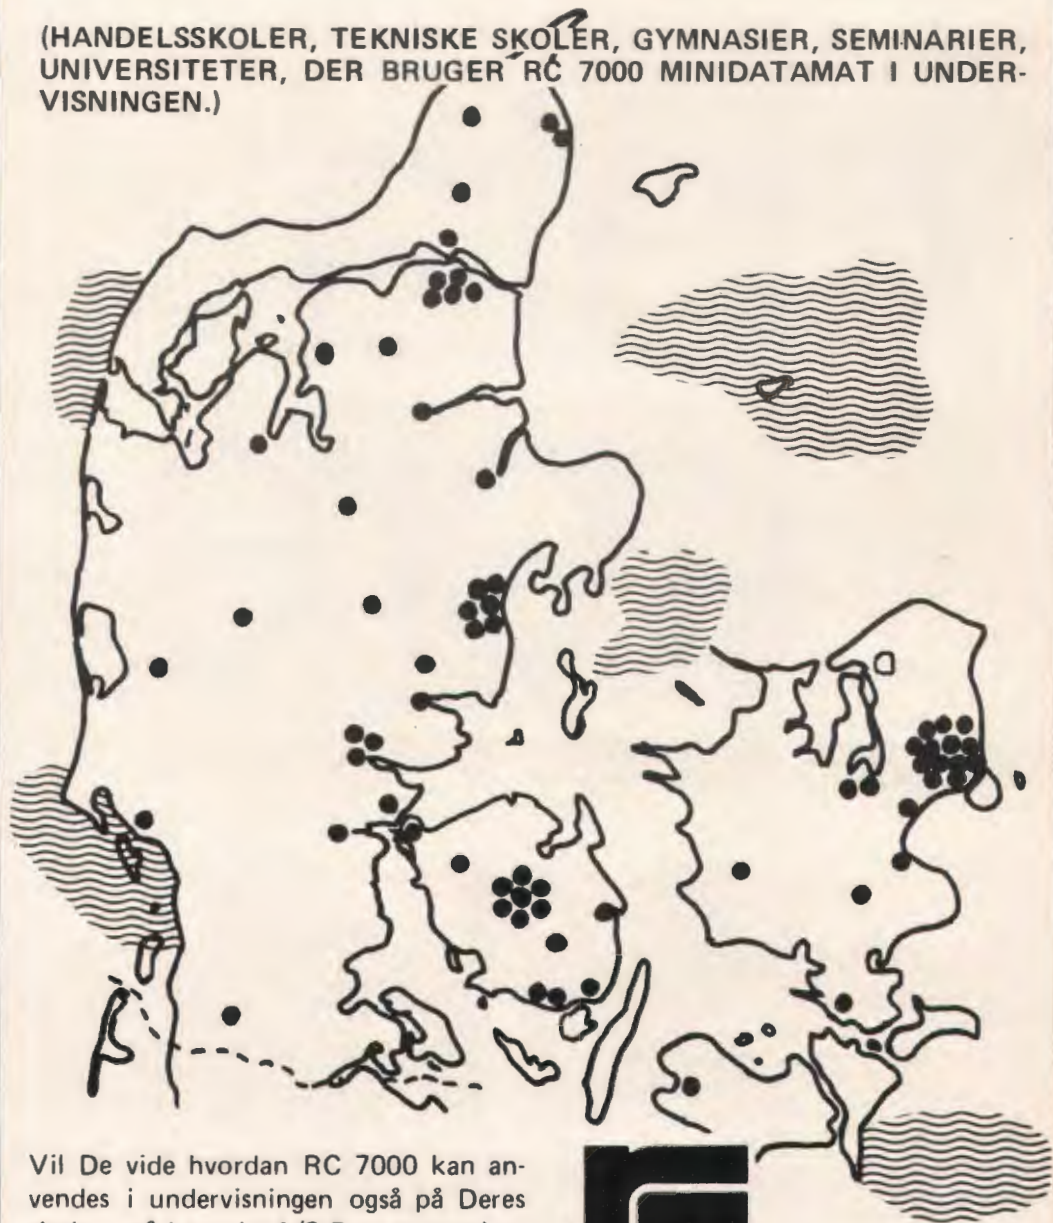 (HANDELSSKOLER, TEKNISKE SKOLER, GYMNASIER, SEMINARIER,
UNIVERSITETER, DER BRUGER RC 7000 MINIDATAMAT I UNDER-
VISNINGEN.)
Vil De vide hvordan RC 7000 kan an-
vendes i undervisningen også på Deres